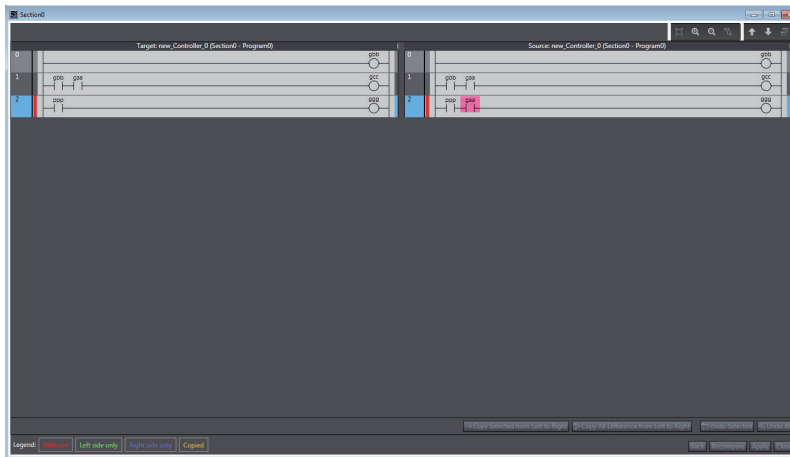 Section0
Target: new_Controller_0 (Section0 - Program0)
Source: new_Controller_0 (Section0 - Program0)
0
gbb
0
gbb
1
gbb gaa
gcc
1
gbb gaa
gcc
2
ppp
ggg
2
ppp gaa
ggg
Copy Selected from Left to Right
Copy All Difference from Left to Right
Undo Selected
Undo
Legend:
Different
Left side only
Right side only
Copied
Back
Recompare
Apply